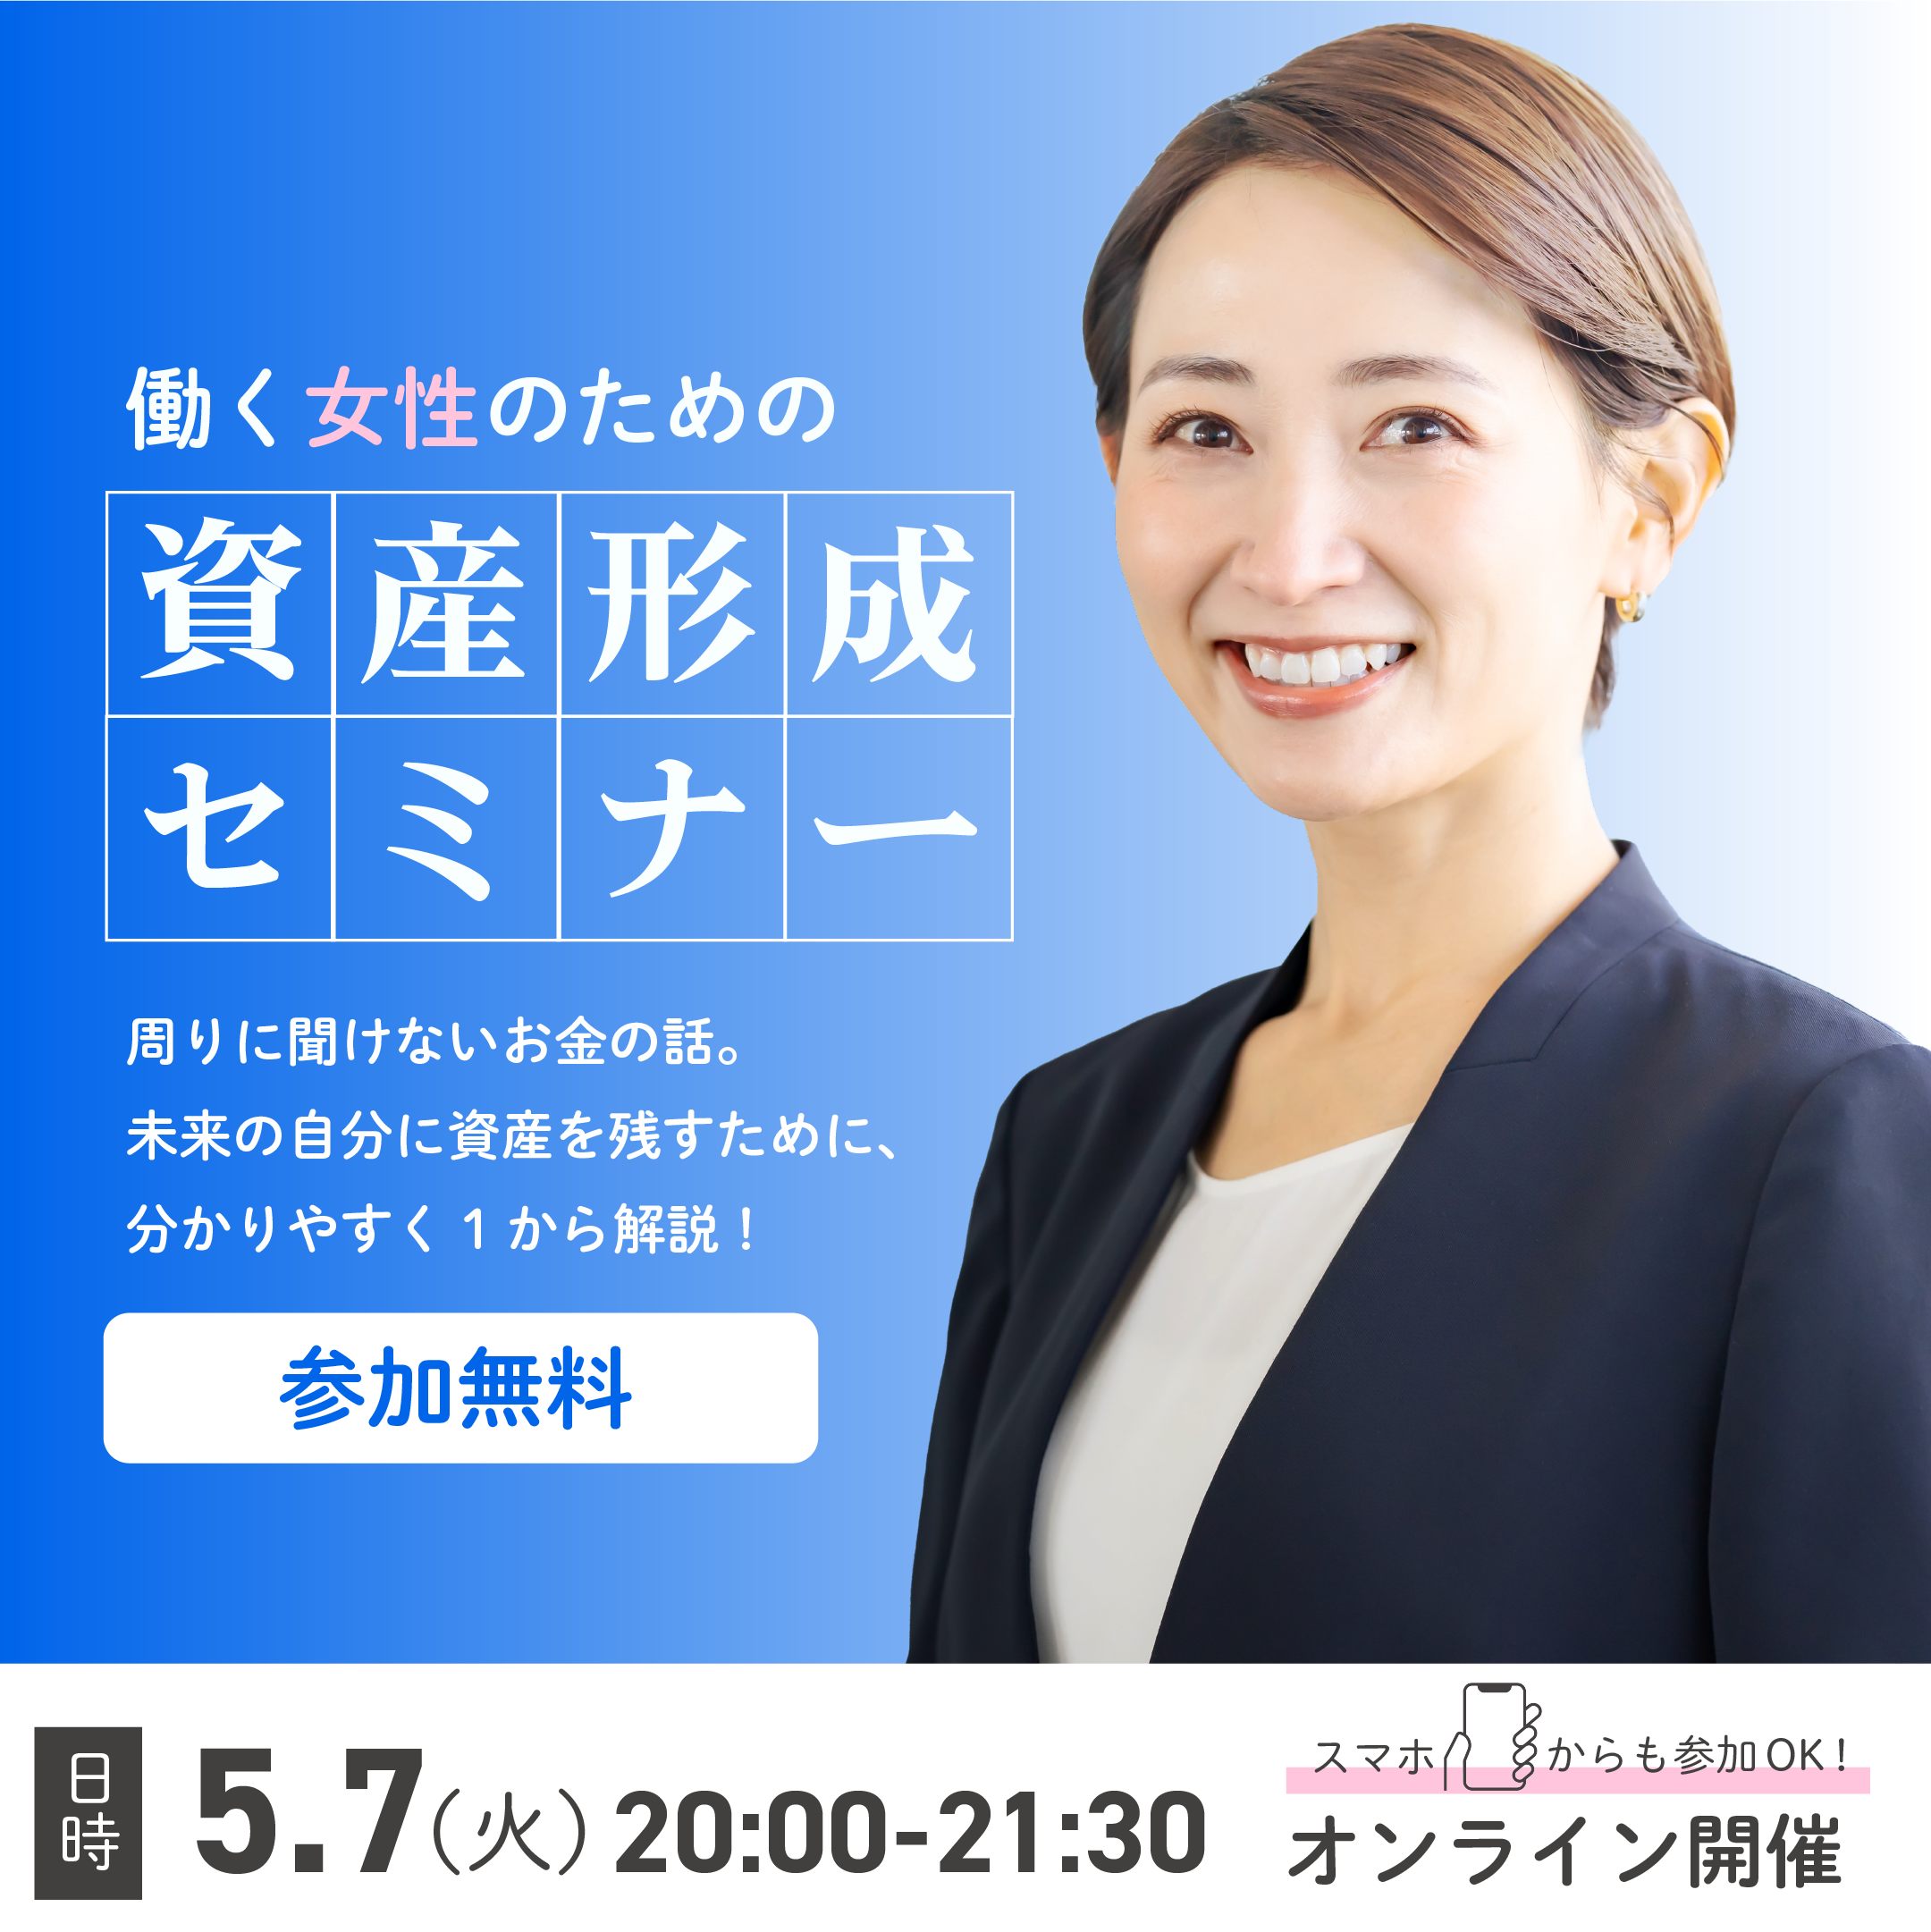 働く女性のための
資産形成
セミナー
周りに聞けないお金の話。
未来の自分に資産を残すために、
分かりやすく1から解説！
参加無料
日時
5.7(火)20:00-21:30
スマホからも参加OK！
オンライン開催